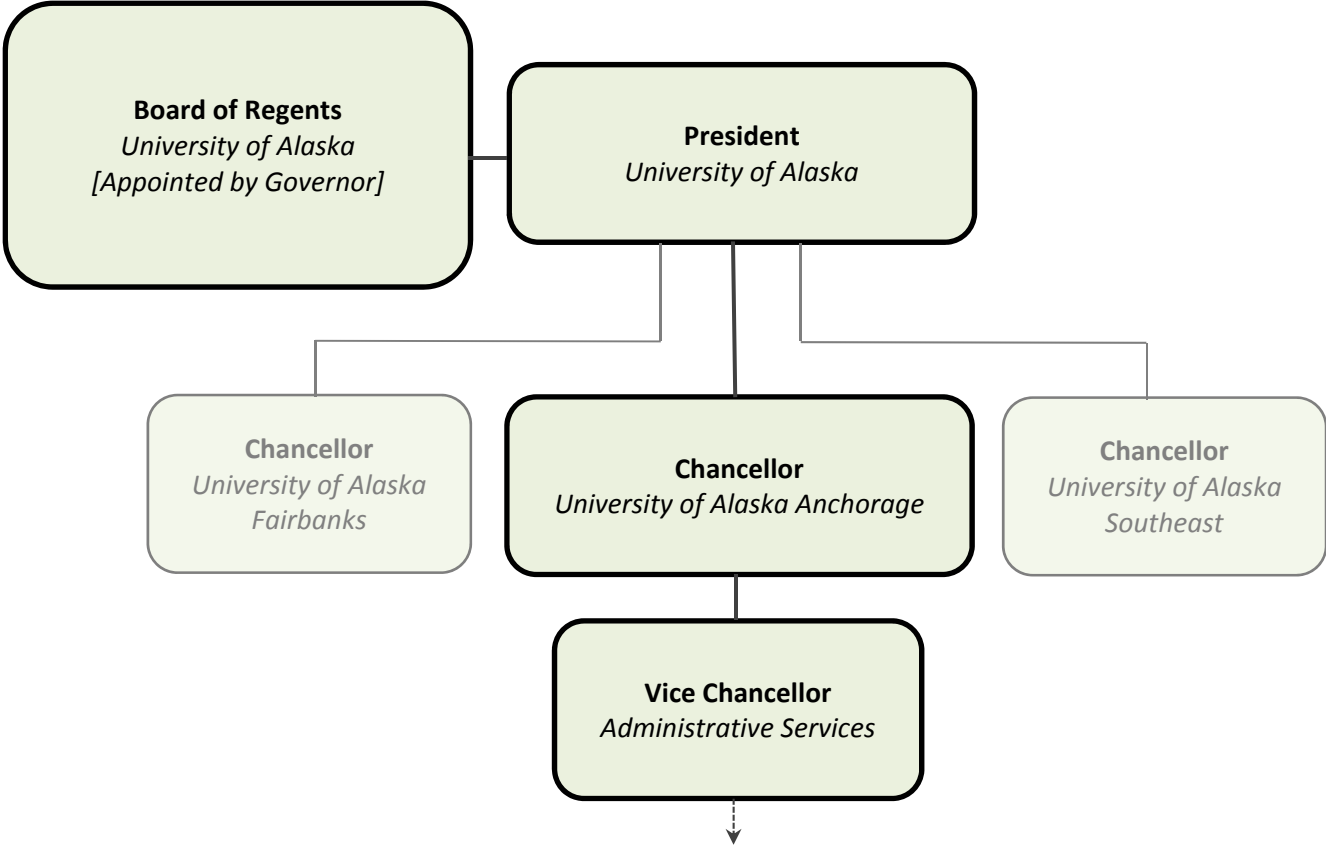 Board of Regents
University of Alaska
[Appointed by Governor]
President
University of Alaska
Chancellor
University of Alaska
Fairbanks
Chancellor
University of Alaska Anchorage
Chancellor
University of Alaska
Southeast
Vice Chancellor
Administrative Services